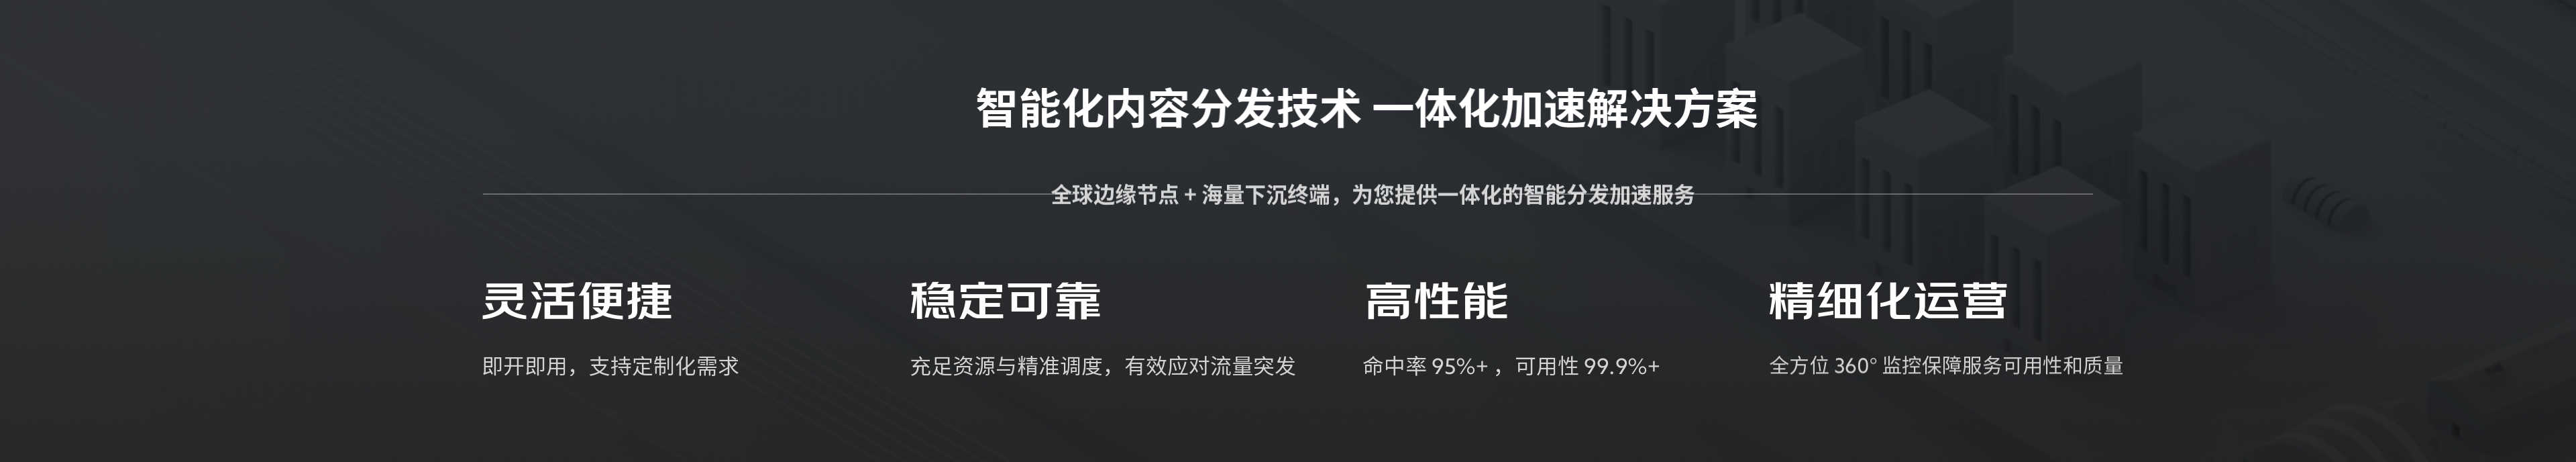 智能化内容分发技术 一体化加速解决方案
全球边缘节点 + 海量下沉终端，为您提供一体化的智能分发加速服务
灵活便捷
即开即用，支持定制化需求
稳定可靠
充足资源与精准调度，有效应对流量突发
高性能
命中率 95%+ ，可用性 99.9%+
精细化运营
全方位 360° 监控保障服务可用性和质量